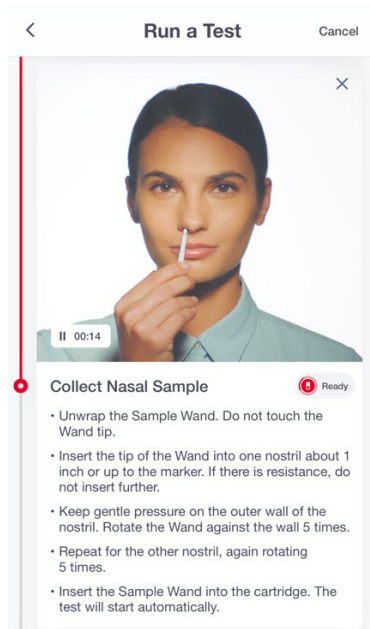 Run a Test
Cancel
00:14
Collect Nasal Sample
Ready
• Unwrap the Sample Wand. Do not touch the
Wand tip.
• Insert the tip of the Wand into one nostril about 1
inch or up to the marker. If there is resistance, do
not insert further.
• Keep gentle pressure on the outer wall of the
nostril. Rotate the Wand against the wall 5 times.
• Repeat for the other nostril, again rotating
5 times.
• Insert the Sample Wand into the cartridge. The
test will start automatically.